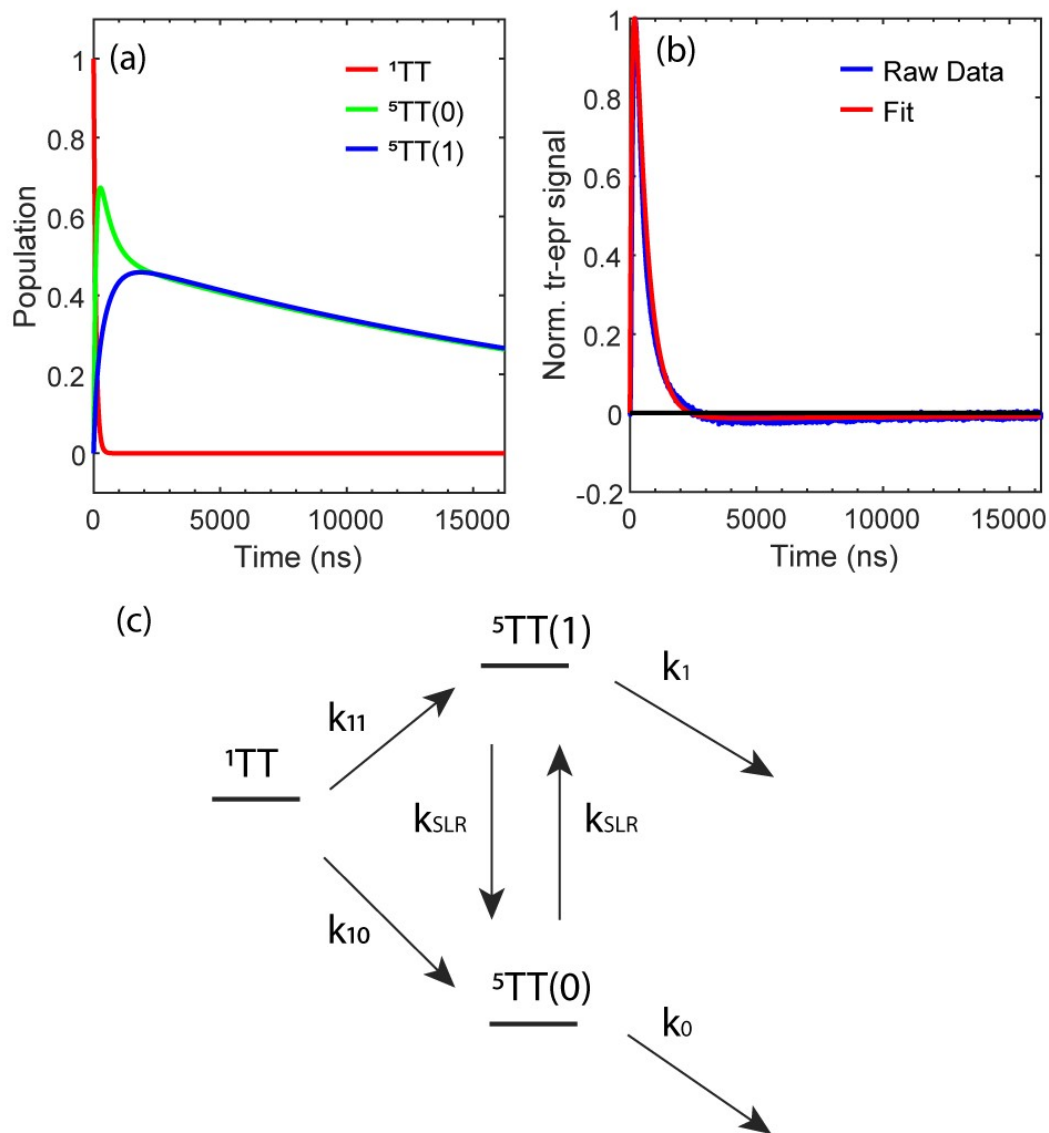 (a)
¹TT
⁵TT(0)
⁵TT(1)
Population
1
0.8
0.6
0.4
0.2
0
0 5000 10000 15000
Time (ns)
(b)
Raw Data
Fit
Norm. tr-epr signal
1
0.8
0.6
0.4
0.2
0
-0.2
0 5000 10000 15000
Time (ns)
(c)
⁵TT(1)
k₁
k₁₁
¹TT
kSLR kSLR
k₁₀
⁵TT(0)
k₀